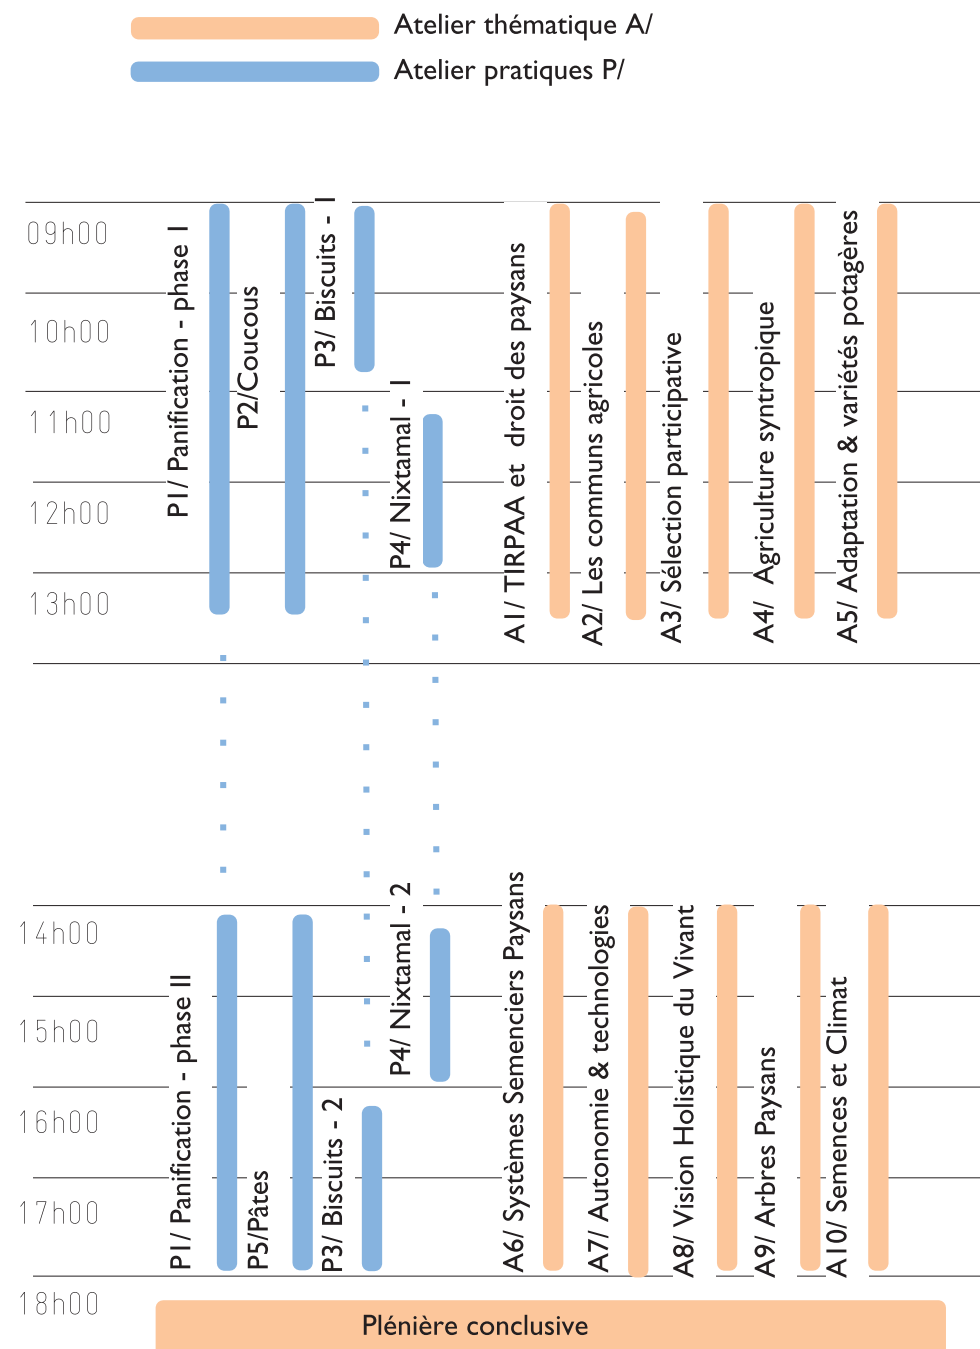 Atelier thématique A/
Atelier pratiques P/
09h00
10h00
11h00
12h00
13h00
P1/ Panification - phase I
P2/Coucous
P3/ Biscuits - 1
P4/ Nixtamal - 1
A1/ TIRPAA et droit des paysans
A2/ Les communs agricoles
A3/ Sélection participative
A4/ Agriculture syntropique
A5/ Adaptation & variétés potagères
14h00
15h00
16h00
17h00
18h00
P1/ Panification - phase II
P5/Pâtes
P3/ Biscuits - 2
P4/ Nixtamal - 2
A6/ Systèmes Semenciers Paysans
A7/ Autonomie & technologies
A8/ Vision Holistique du Vivant
A9/ Arbres Paysans
A10/ Semences et Climat
Plénière conclusive